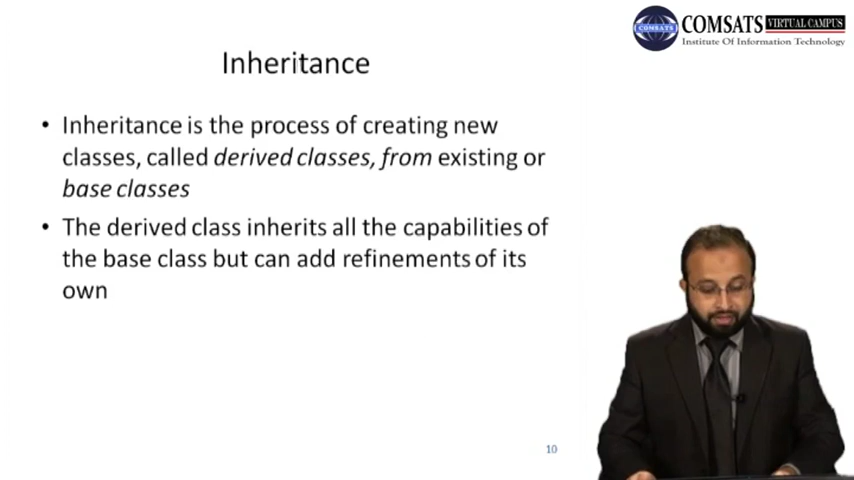 COMSATS VIRTUAL CAMPUS
COMSATS
Institute Of Information Technology
Inheritance
• Inheritance is the process of creating new
classes, called derived classes, from existing or
base classes
• The derived class inherits all the capabilities of
the base class but can add refinements of its
own
10